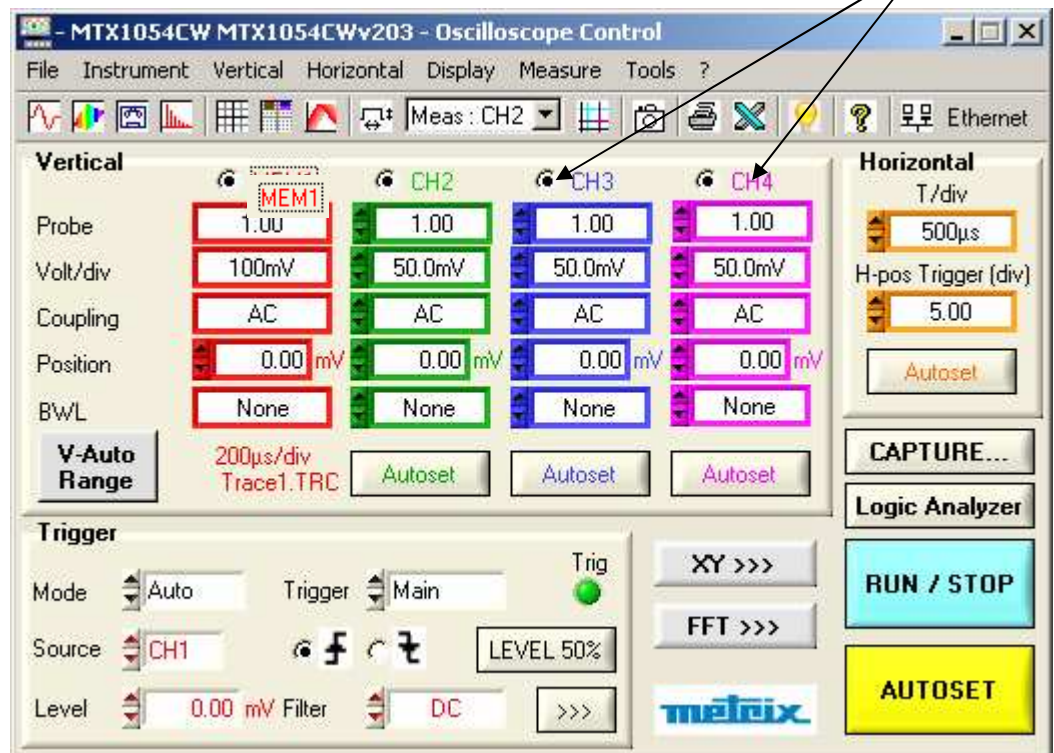 - MTX1054CW MTX1054CWv203 - Oscilloscope Control
File Instrument Vertical Horizontal Display Measure Tools ?
Meas : CH2 Ethernet
Vertical
MEM1 CH2 CH3 CH4
MEM1
Probe 1.00 1.00 1.00 1.00
Volt/div 100mV 50.0mV 50.0mV 50.0mV
Coupling AC AC AC AC
Position 0.00 mV 0.00 mV 0.00 mV 0.00 mV
BWL None None None None
V-Auto
Range
200µs/div
Trace1.TRC
Autoset Autoset Autoset
Horizontal
T/div
500µs
H-pos Trigger (div)
5.00
Autoset
CAPTURE...
Logic Analyzer
RUN / STOP
AUTOSET
Trigger
Trig
Mode Auto Trigger Main
Source CH1 LEVEL 50%
Level 0.00 mV Filter DC >>>
XY >>>
FFT >>>
metrix